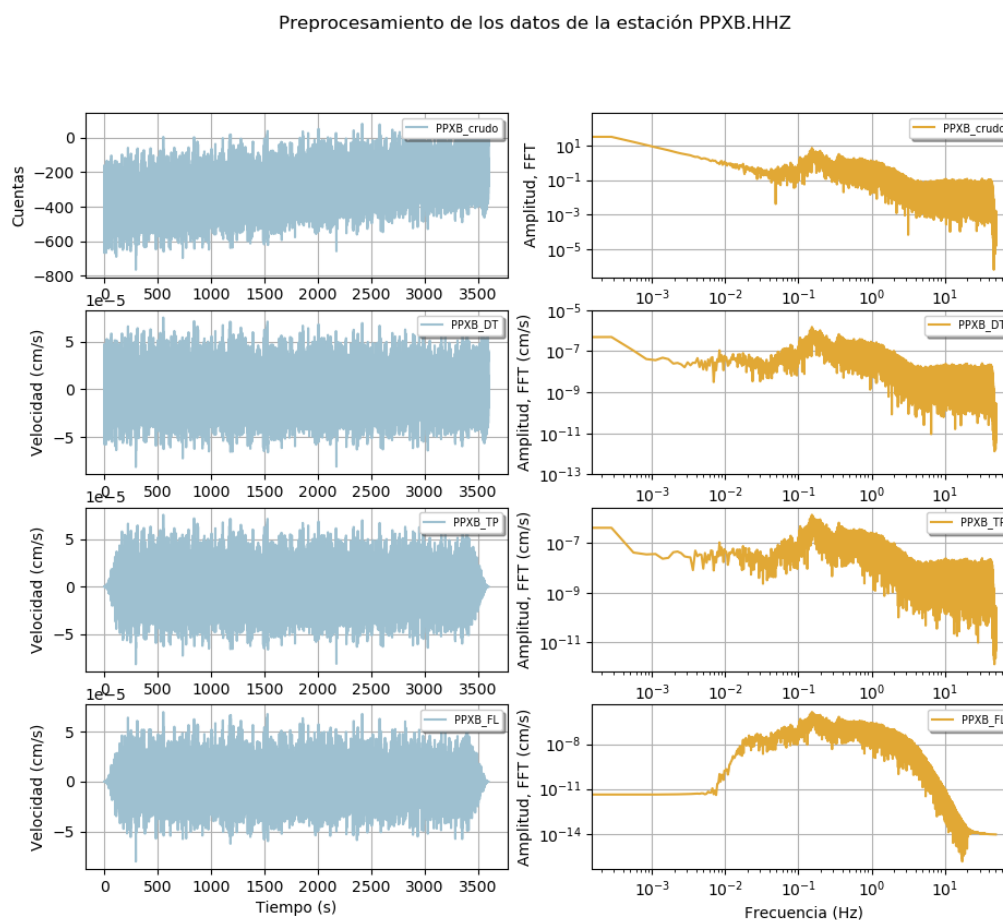 Preprocesamiento de los datos de la estación PPXB.HHZ
PPXB_crudo
Cuentas
0
−200
−400
−600
−800
0 500 1000 1500 2000 2500 3000 3500
PPXB_crudo
Amplitud, FFT
10^1
10^−1
10^−3
10^−5
10^−3 10^−2 10^−1 10^0 10^1
1e−5
PPXB_DT
Velocidad (cm/s)
5
0
−5
0 500 1000 1500 2000 2500 3000 3500
PPXB_DT
Amplitud, FFT (cm/s)
10^−5
10^−7
10^−9
10^−11
10^−13
10^−3 10^−2 10^−1 10^0 10^1
1e−5
PPXB_TP
Velocidad (cm/s)
5
0
−5
0 500 1000 1500 2000 2500 3000 3500
PPXB_TP
Amplitud, FFT (cm/s)
10^−7
10^−9
10^−11
10^−3 10^−2 10^−1 10^0 10^1
1e−5
PPXB_FL
Velocidad (cm/s)
5
0
−5
0 500 1000 1500 2000 2500 3000 3500
Tiempo (s)
PPXB_FL
Amplitud, FFT (cm/s)
10^−8
10^−11
10^−14
10^−3 10^−2 10^−1 10^0 10^1
Frecuencia (Hz)